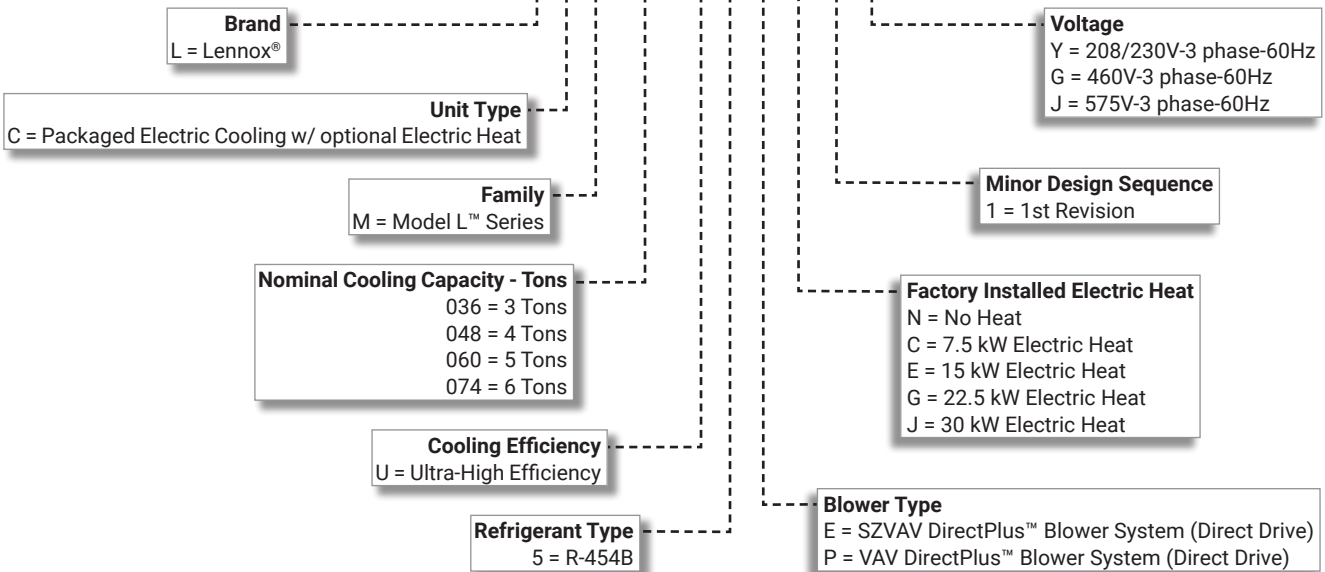 Brand
L = Lennox®
Unit Type
C = Packaged Electric Cooling w/ optional Electric Heat
Family
M = Model L™ Series
Nominal Cooling Capacity - Tons
036 = 3 Tons
048 = 4 Tons
060 = 5 Tons
074 = 6 Tons
Cooling Efficiency
U = Ultra-High Efficiency
Refrigerant Type
5 = R-454B
Voltage
Y = 208/230V-3 phase-60Hz
G = 460V-3 phase-60Hz
J = 575V-3 phase-60Hz
Minor Design Sequence
1 = 1st Revision
Factory Installed Electric Heat
N = No Heat
C = 7.5 kW Electric Heat
E = 15 kW Electric Heat
G = 22.5 kW Electric Heat
J = 30 kW Electric Heat
Blower Type
E = SZVAV DirectPlus™ Blower System (Direct Drive)
P = VAV DirectPlus™ Blower System (Direct Drive)